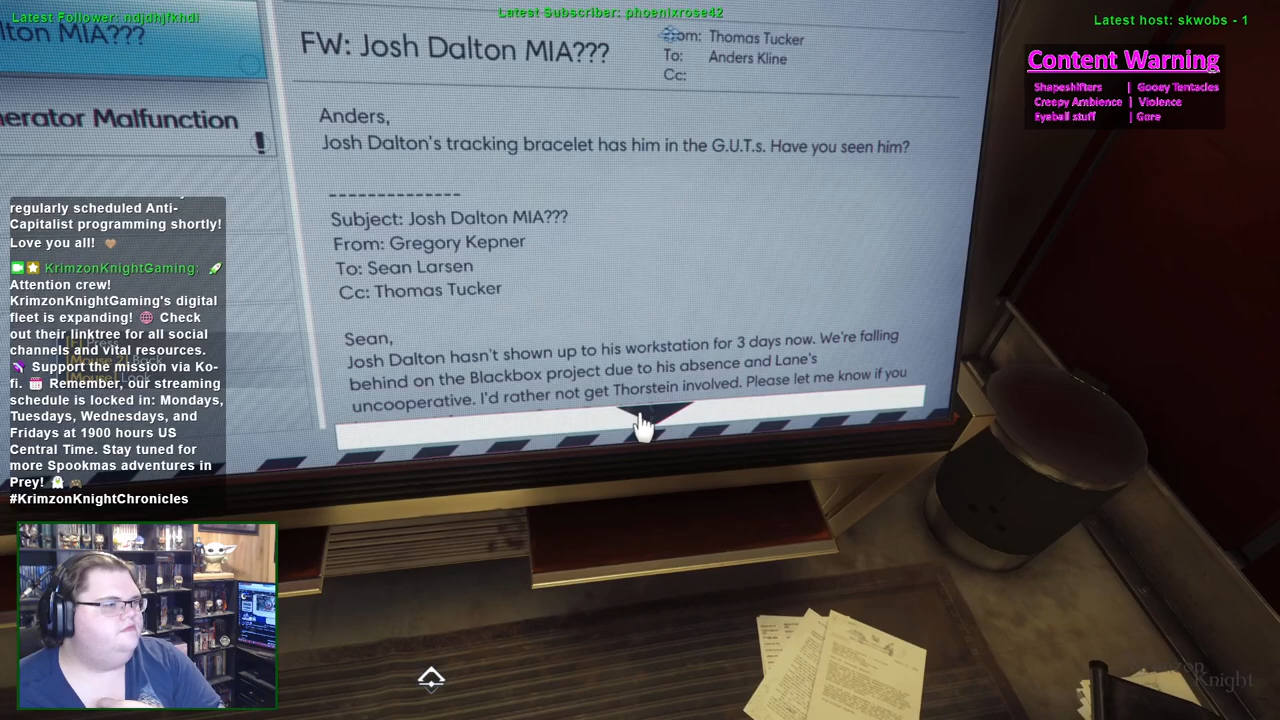 Latest Follower: ndjdhjfkhdl
Latest Subscriber: phoenixrose42
Latest host: skwobs - 1
Content Warning
Shapeshifters | Gooey Tentacles
Creepy Ambience | Violence
Eyeball stuff | Gore
lton MIA???
erator Malfunction
!
FW: Josh Dalton MIA???
From: Thomas Tucker
To: Anders Kline
Cc:
Anders,
Josh Dalton's tracking bracelet has him in the G.U.T.s. Have you seen him?
-------------
Subject: Josh Dalton MIA???
From: Gregory Kepner
To: Sean Larsen
Cc: Thomas Tucker
Sean,
Josh Dalton hasn't shown up to his workstation for 3 days now. We're falling
behind on the Blackbox project due to his absence and Lane's
uncooperative. I'd rather not get Thorstein involved. Please let me know if you
regularly scheduled Anti-
Capitalist programming shortly!
Love you all! 🤎
KrimzonKnightGaming: 🚀
Attention crew!
KrimzonKnightGaming's digital
fleet is expanding! 🌐 Check
out their linktree for all social
channels and vital resources.
Support the mission via Ko-
fi. 📅 Remember, our streaming
schedule is locked in: Mondays,
Tuesdays, Wednesdays, and
Fridays at 1900 hours US
Central Time. Stay tuned for
more Spookmas adventures in
Prey! 👻 🎮
#KrimzonKnightChronicles
[F] Press
[Mouse 2] Back
[Mouse] Look
Knight